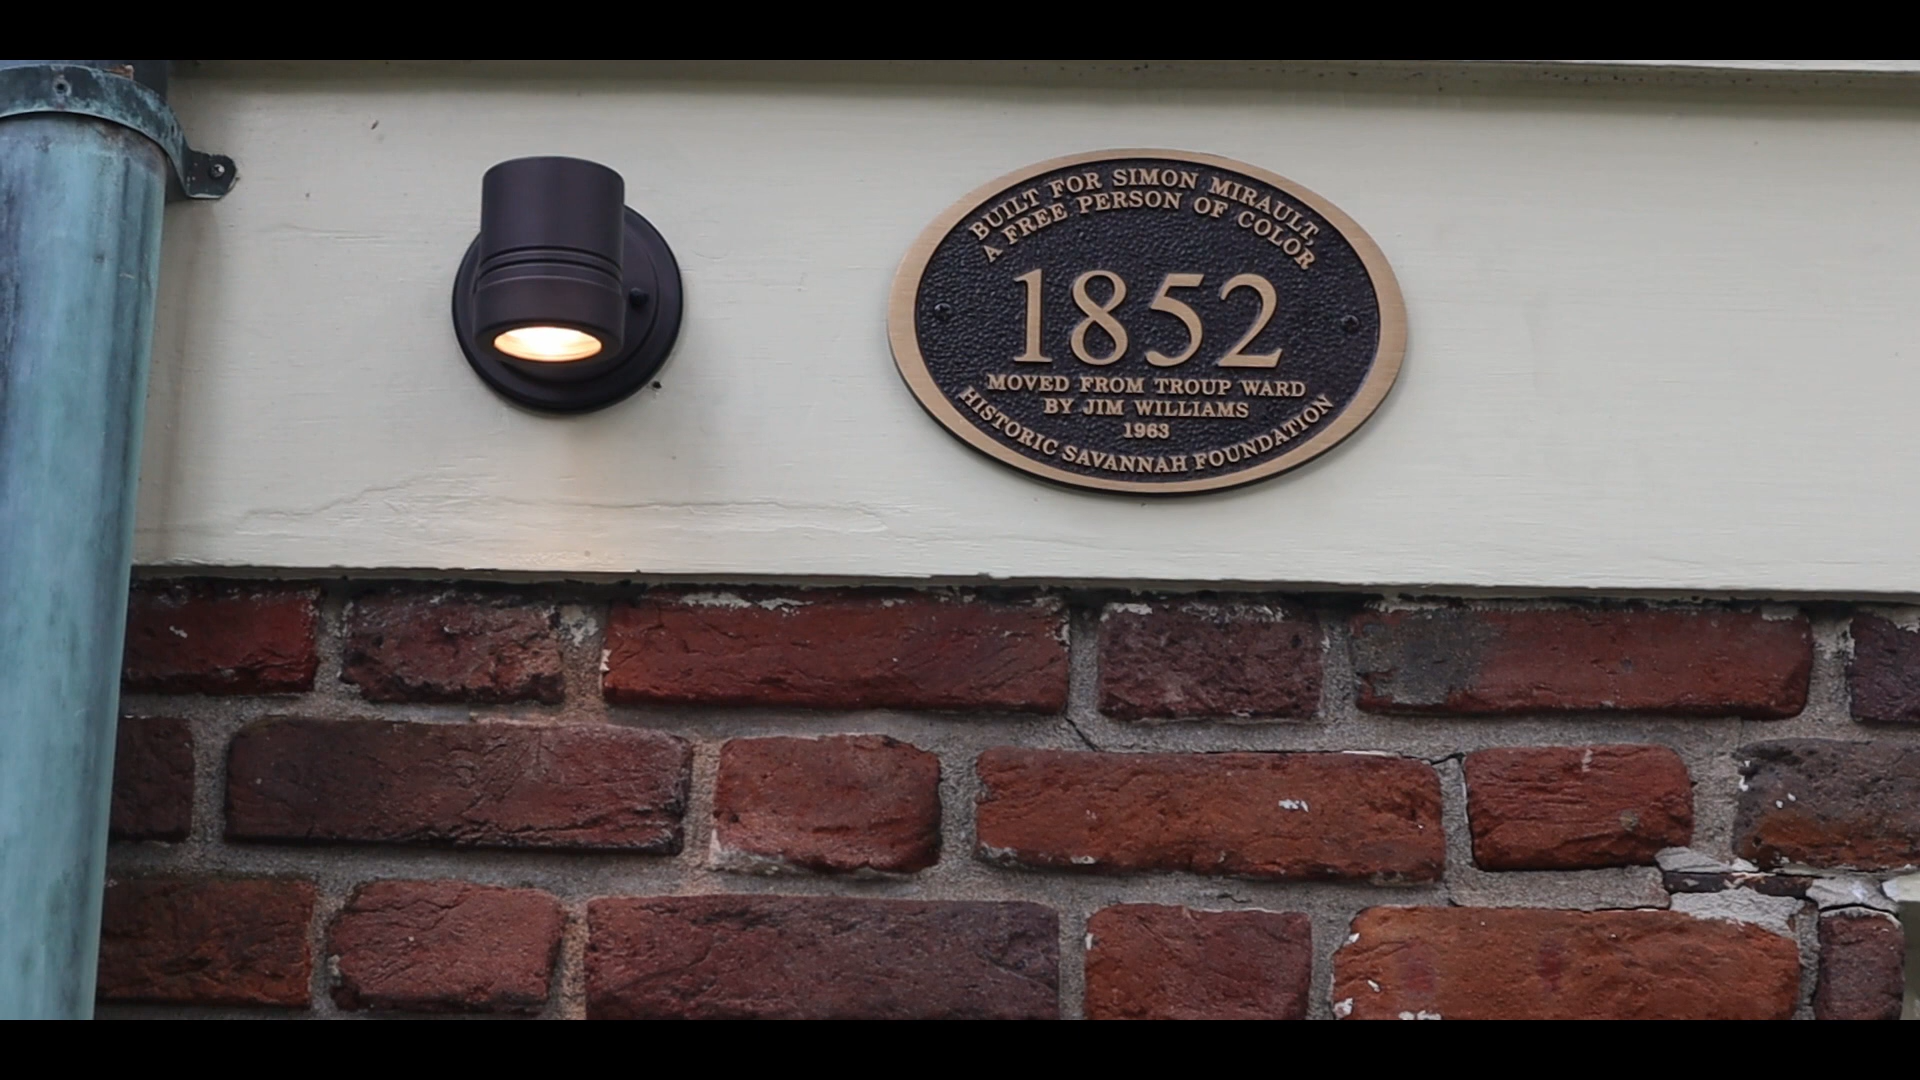 BUILT FOR SIMON MIRAULT,
A FREE PERSON OF COLOR
1852
MOVED FROM TROUP WARD
BY JIM WILLIAMS
1963
HISTORIC SAVANNAH FOUNDATION